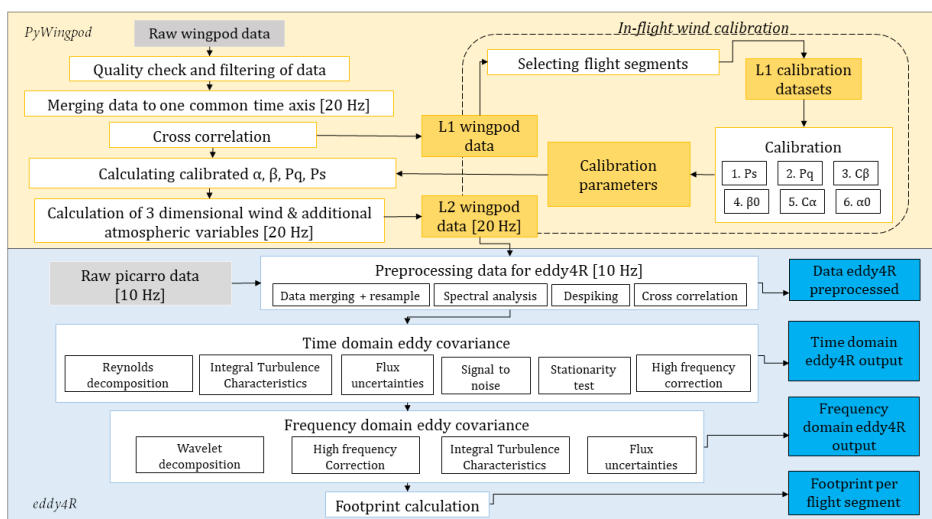 PyWingpod
Raw wingpod data
In-flight wind calibration
Quality check and filtering of data
Selecting flight segments
L1 calibration
datasets
Merging data to one common time axis [20 Hz]
Cross correlation
L1 wingpod
data
Calibration
1. Ps
2. Pq
3. Cβ
4. β0
5. Cα
6. α0
Calibration
parameters
Calculating calibrated α, β, Pq, Ps
Calculation of 3 dimensional wind & additional
atmospheric variables [20 Hz]
L2 wingpod
data [20 Hz]
Raw picarro data
[10 Hz]
Preprocessing data for eddy4R [10 Hz]
Data merging + resample
Spectral analysis
Despiking
Cross correlation
Data eddy4R
preprocessed
Time domain eddy covariance
Reynolds
decomposition
Integral Turbulence
Characteristics
Flux
uncertainties
Signal to
noise
Stationarity
test
High frequency
correction
Time domain
eddy4R output
Frequency domain eddy covariance
Wavelet
decomposition
High frequency
Correction
Integral Turbulence
Characteristics
Flux
uncertainties
Frequency
domain eddy4R
output
Footprint calculation
Footprint per
flight segment
eddy4R